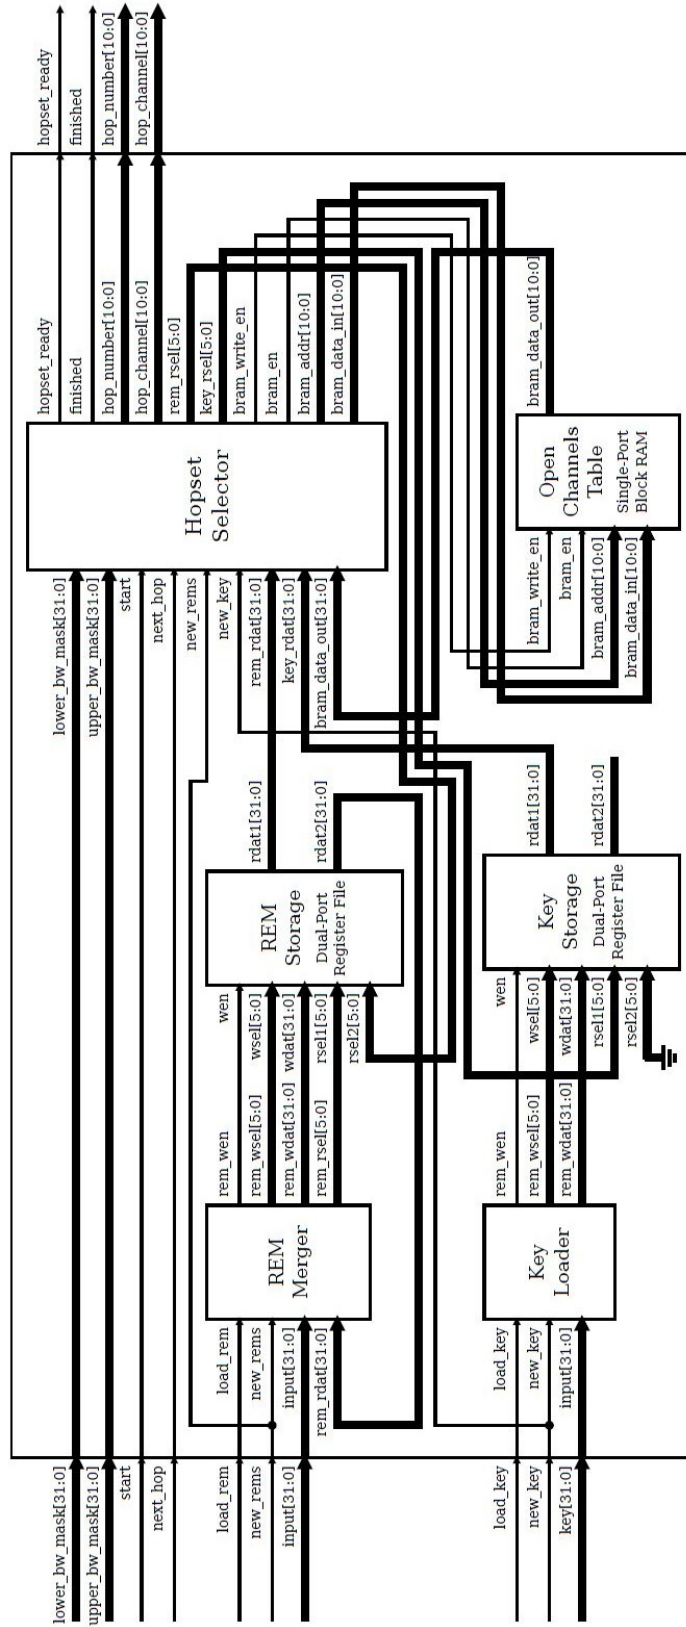 lower_bw_mask[31:0]
upper_bw_mask[31:0]
start
next_hop
load_rem
new_rems
input[31:0]
load_key
new_key
key[31:0]
load_rem
new_rems
input[31:0]
rem_rdat[31:0]
REM
Merger
rem_wen
rem_wsel[5:0]
rem_wdat[31:0]
rem_rsel[5:0]
wen
wsel[5:0]
wdat[31:0]
rsel1[5:0]
rsel2[5:0]
REM
Storage
Dual-Port
Register File
rdat1[31:0]
rdat2[31:0]
load_key
new_key
input[31:0]
Key
Loader
rem_wen
rem_wsel[5:0]
rem_wdat[31:0]
wen
wsel[5:0]
wdat[31:0]
rsel1[5:0]
rsel2[5:0]
Key
Storage
Dual-Port
Register File
rdat1[31:0]
rdat2[31:0]
lower_bw_mask[31:0]
upper_bw_mask[31:0]
start
next_hop
new_rems
new_key
rem_rdat[31:0]
key_rdat[31:0]
bram_data_out[31:0]
Hopset
Selector
hopset_ready
finished
hop_number[10:0]
hop_channel[10:0]
rem_rsel[5:0]
key_rsel[5:0]
bram_write_en
bram_en
bram_addr[10:0]
bram_data_in[10:0]
bram_write_en
bram_en
bram_addr[10:0]
bram_data_in[10:0]
Open
Channels
Table
Single-Port
Block RAM
bram_data_out[10:0]
hopset_ready
finished
hop_number[10:0]
hop_channel[10:0]